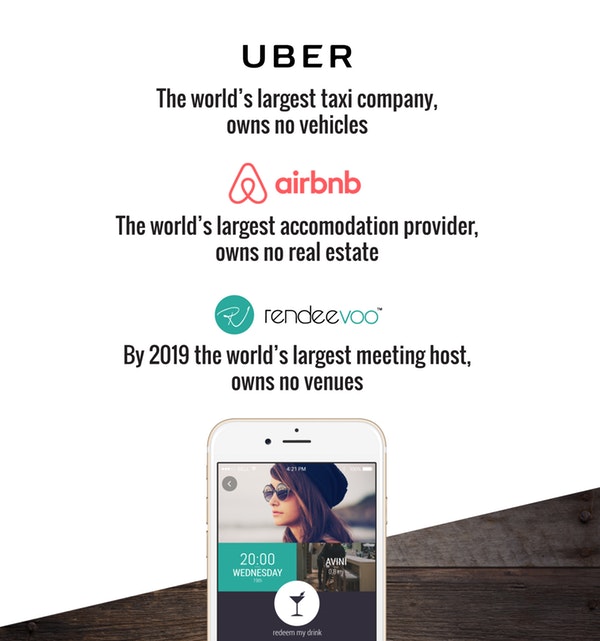 UBER
The world's largest taxi company,
owns no vehicles
airbnb
The world's largest accomodation provider,
owns no real estate
rendeevoo™
By 2019 the world's largest meeting host,
owns no venues
4:21 PM
100%
20:00
WEDNESDAY
AVINI
redeem my drink